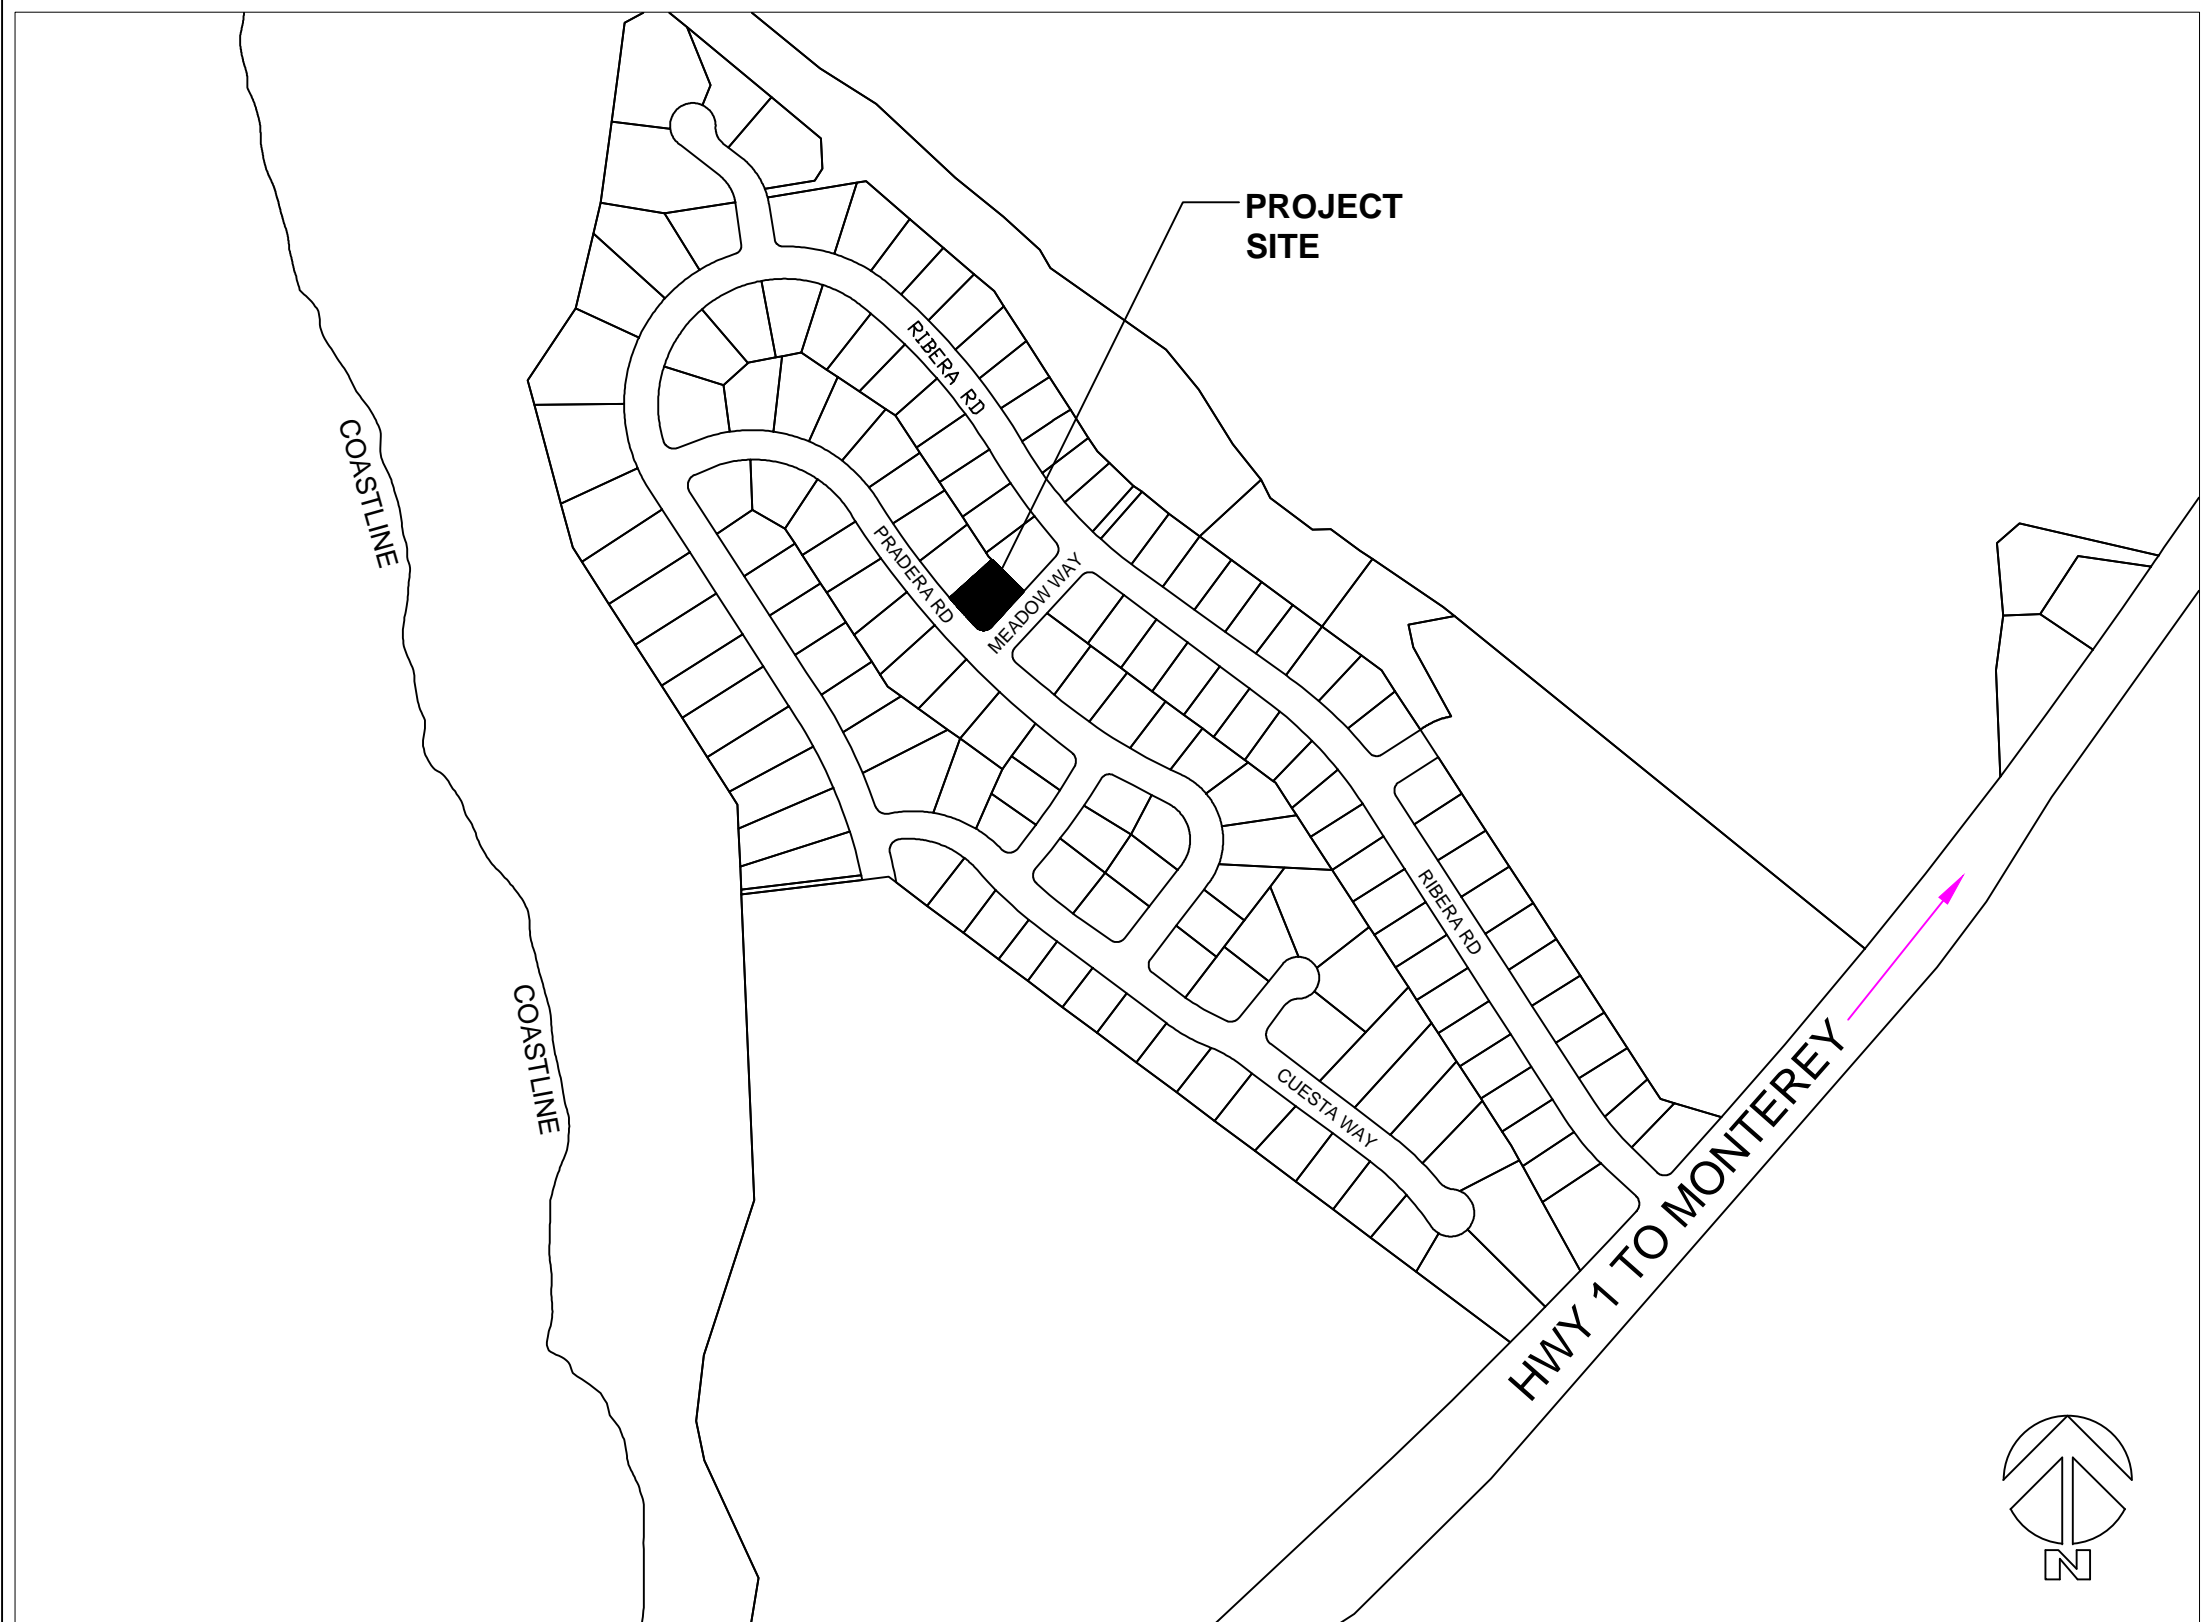 PROJECT
SITE
RIBERA RD
COASTLINE
PRADERA RD
MEADOW WAY
RIBERA RD
COASTLINE
CUESTA WAY
HWY 1 TO MONTEREY
N